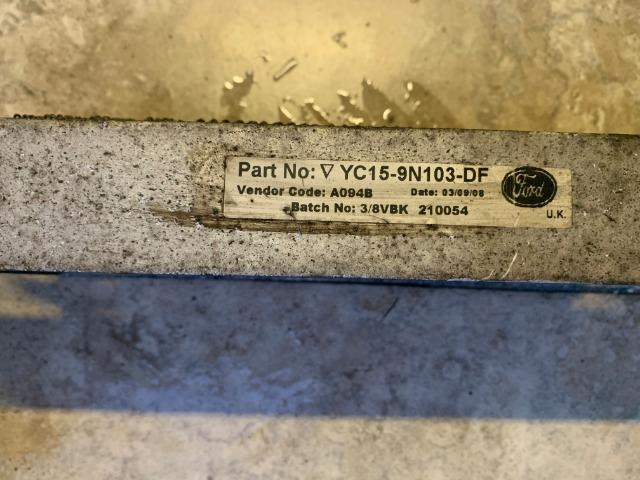 Part No: ∇ YC15-9N103-DF
Vendor Code: A094B Date: 03/09/08
Batch No: 3/8VBK 210054
Ford
U.K.